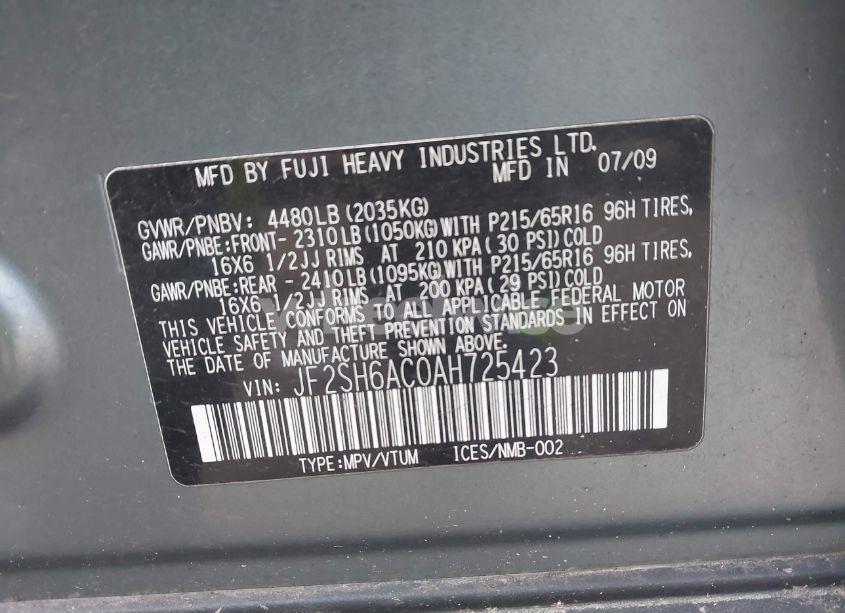 MFD BY FUJI HEAVY INDUSTRIES LTD.
MFD IN 07/09
GVWR/PNBV: 4480LB(2035KG)
GAWR/PNBE:FRONT- 2310LB(1050KG)WITH P215/65R16 96H TIRES,
16X6 1/2JJ RIMS AT 210 KPA( 30 PSI)COLD
GAWR/PNBE:REAR - 2410LB(1095KG)WITH P215/65R16 96H TIRES,
16X6 1/2JJ RIMS AT 200 KPA( 29 PSI)COLD
THIS VEHICLE CONFORMS TO ALL APPLICABLE FEDERAL MOTOR
VEHICLE SAFETY AND THEFT PREVENTION STANDARDS IN EFFECT ON
THE DATE OF MANUFACTURE SHOWN ABOVE.
VIN: JF2SH6AC0AH725423
TYPE:MPV/VTUM ICES/NMB-002